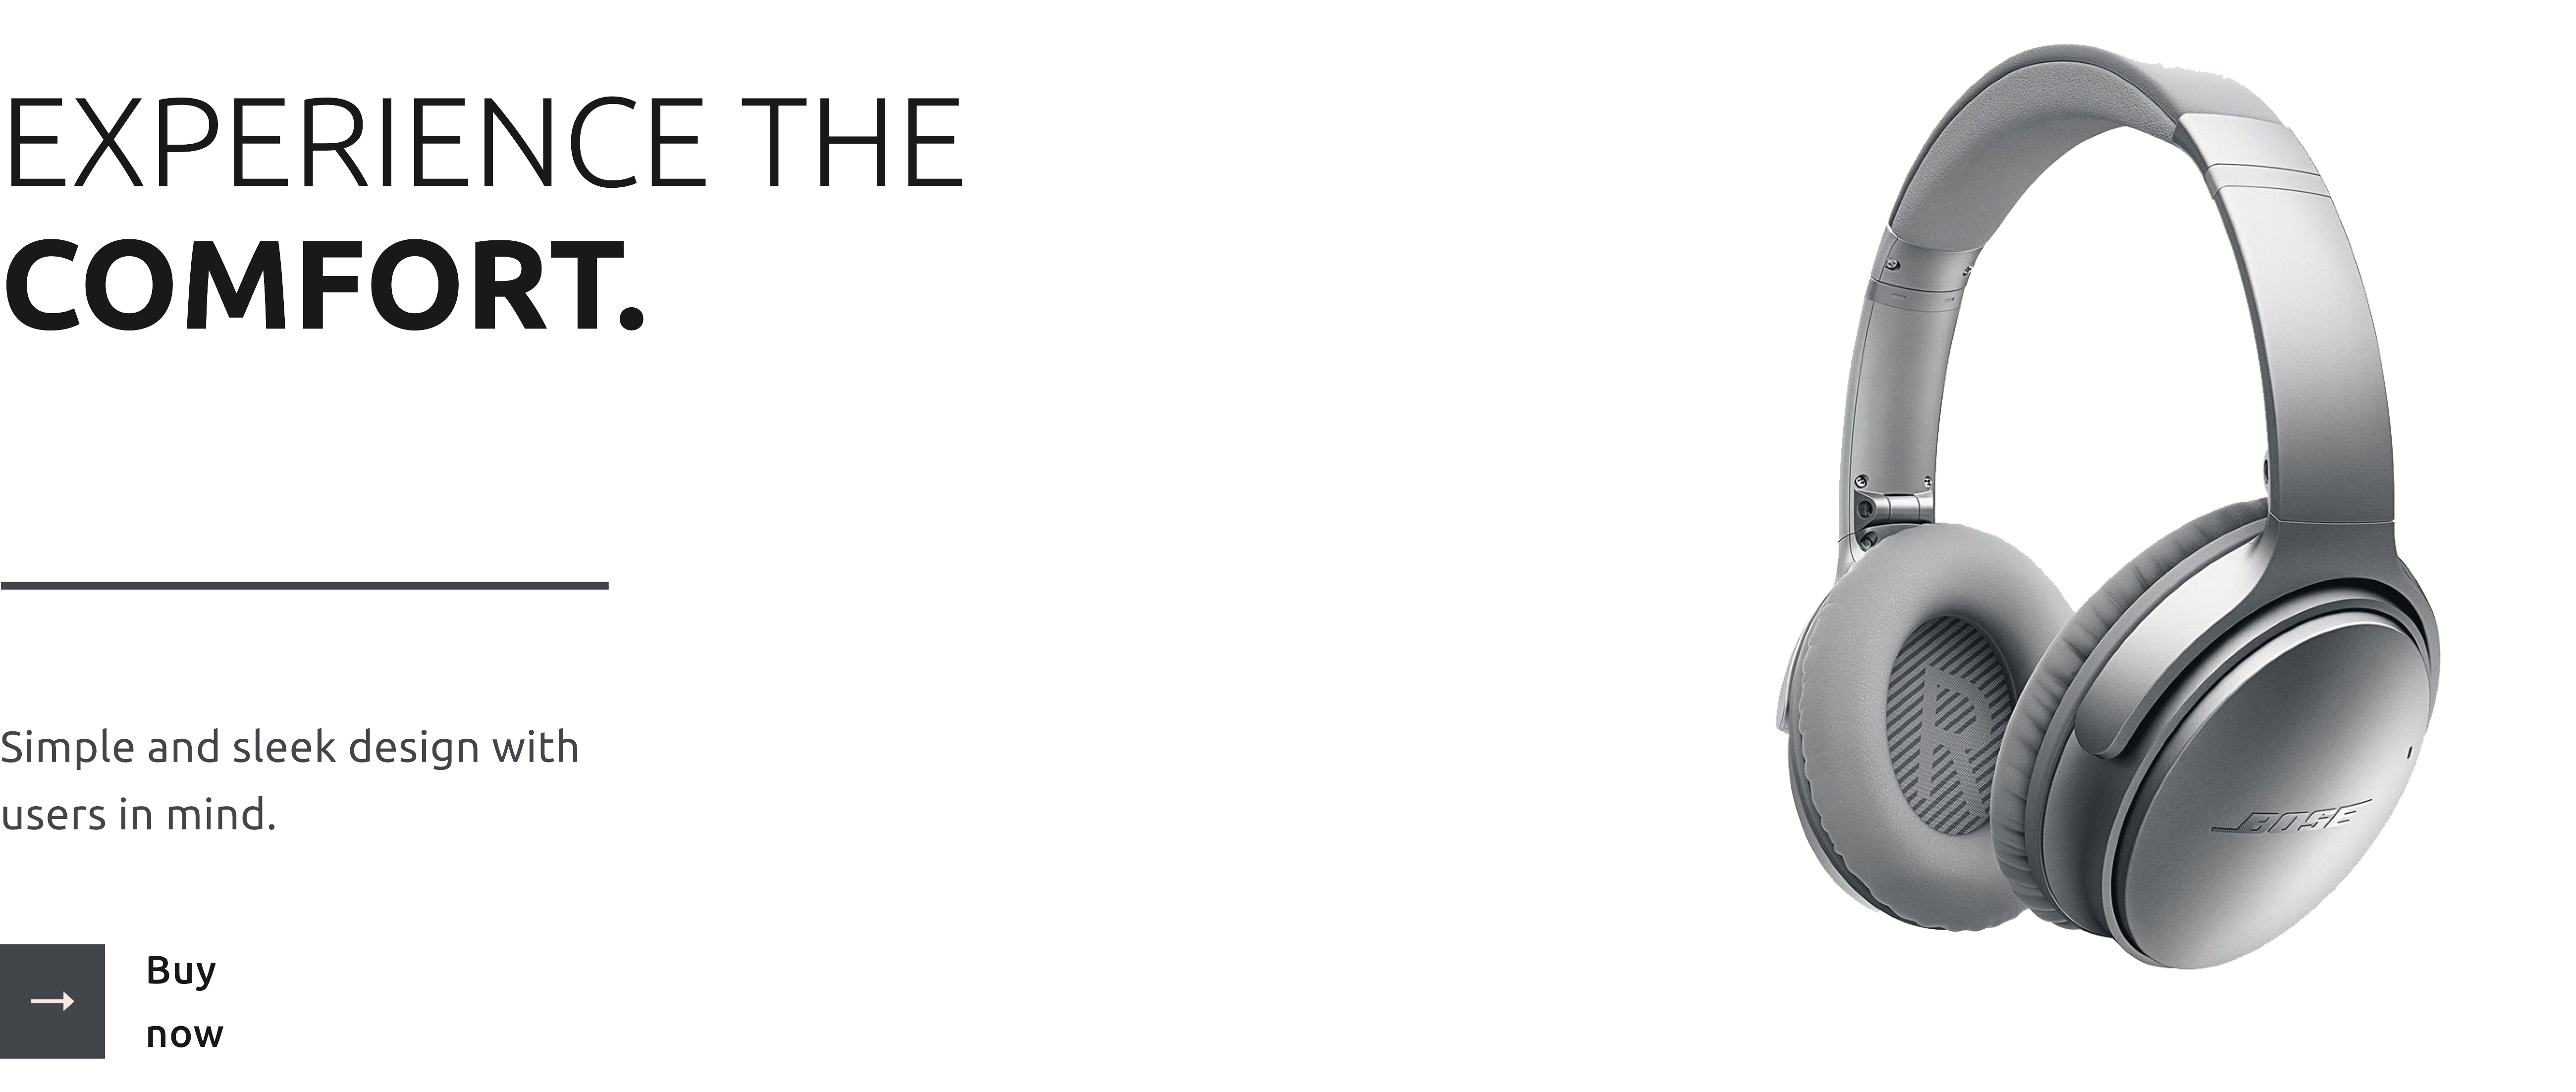 EXPERIENCE THE
COMFORT.
Simple and sleek design with
users in mind.
Buy
now
R
BOSE